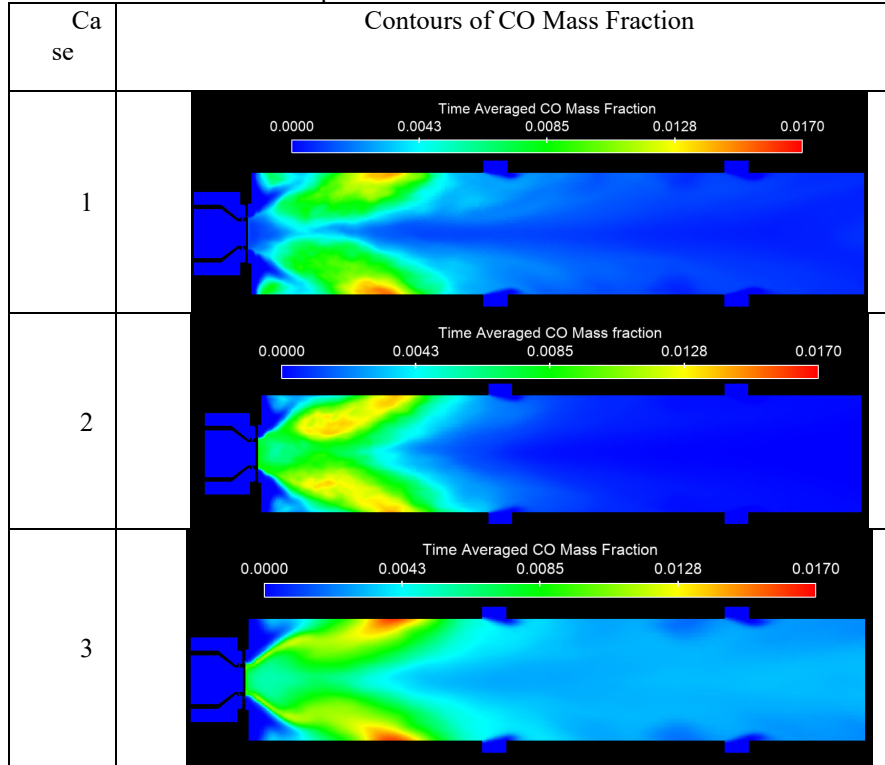 Ca
se
Contours of CO Mass Fraction
1
Time Averaged CO Mass Fraction
0.0000 0.0043 0.0085 0.0128 0.0170
2
Time Averaged CO Mass fraction
0.0000 0.0043 0.0085 0.0128 0.0170
3
Time Averaged CO Mass Fraction
0.0000 0.0043 0.0085 0.0128 0.0170